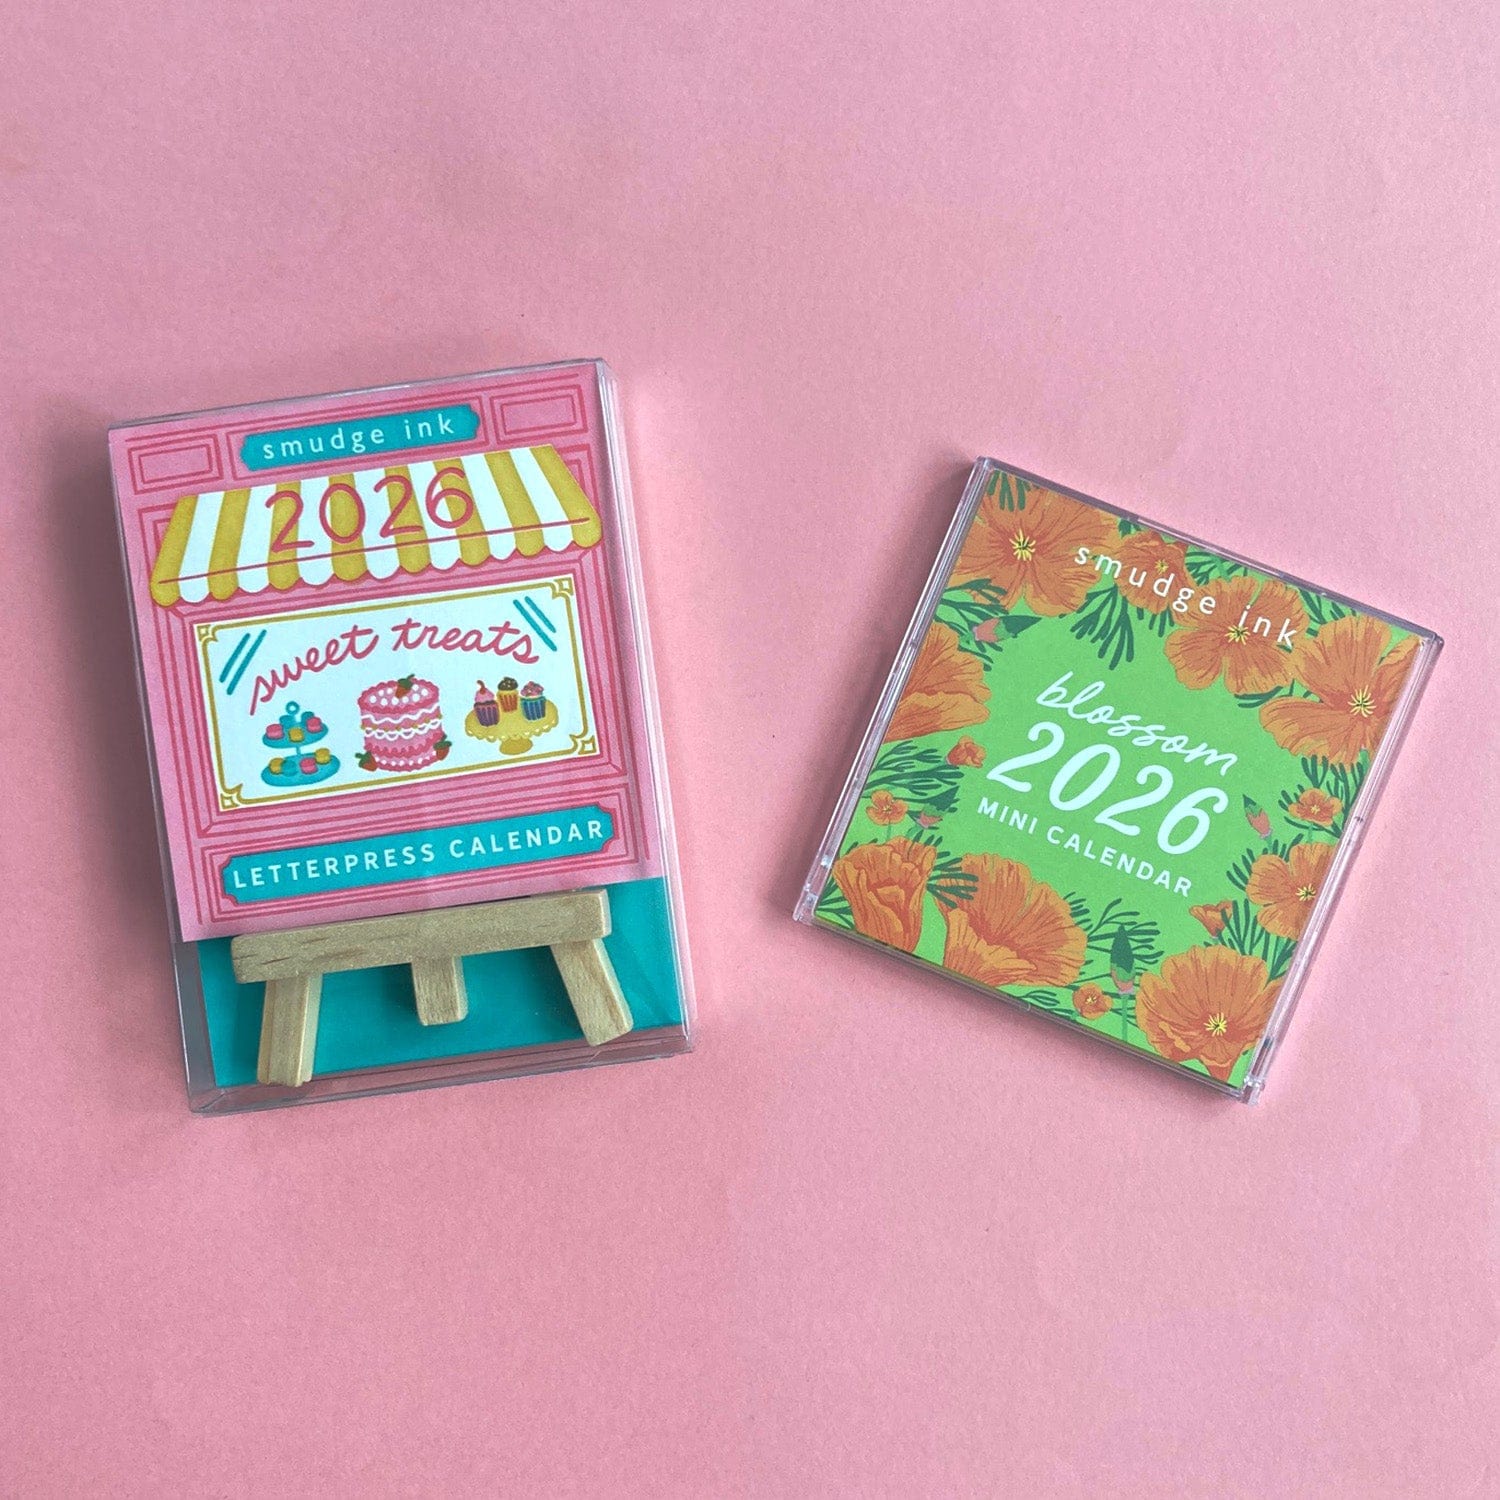 smudge ink
2026
sweet treats
LETTERPRESS CALENDAR
smudge ink
blossom
2026
MINI CALENDAR